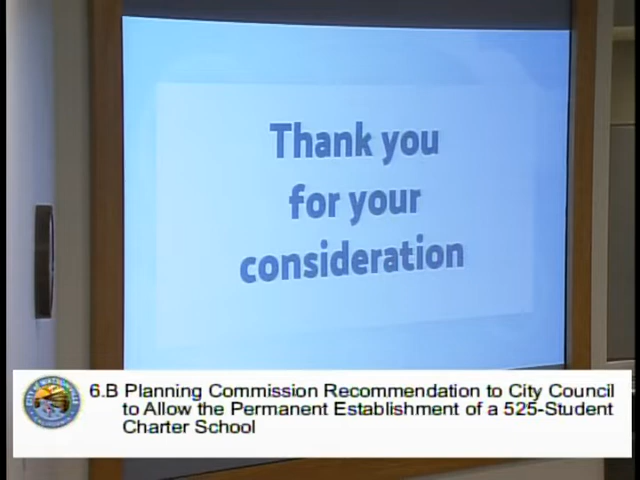 Thank you
for your
consideration
6.B Planning Commission Recommendation to City Council
to Allow the Permanent Establishment of a 525-Student
Charter School